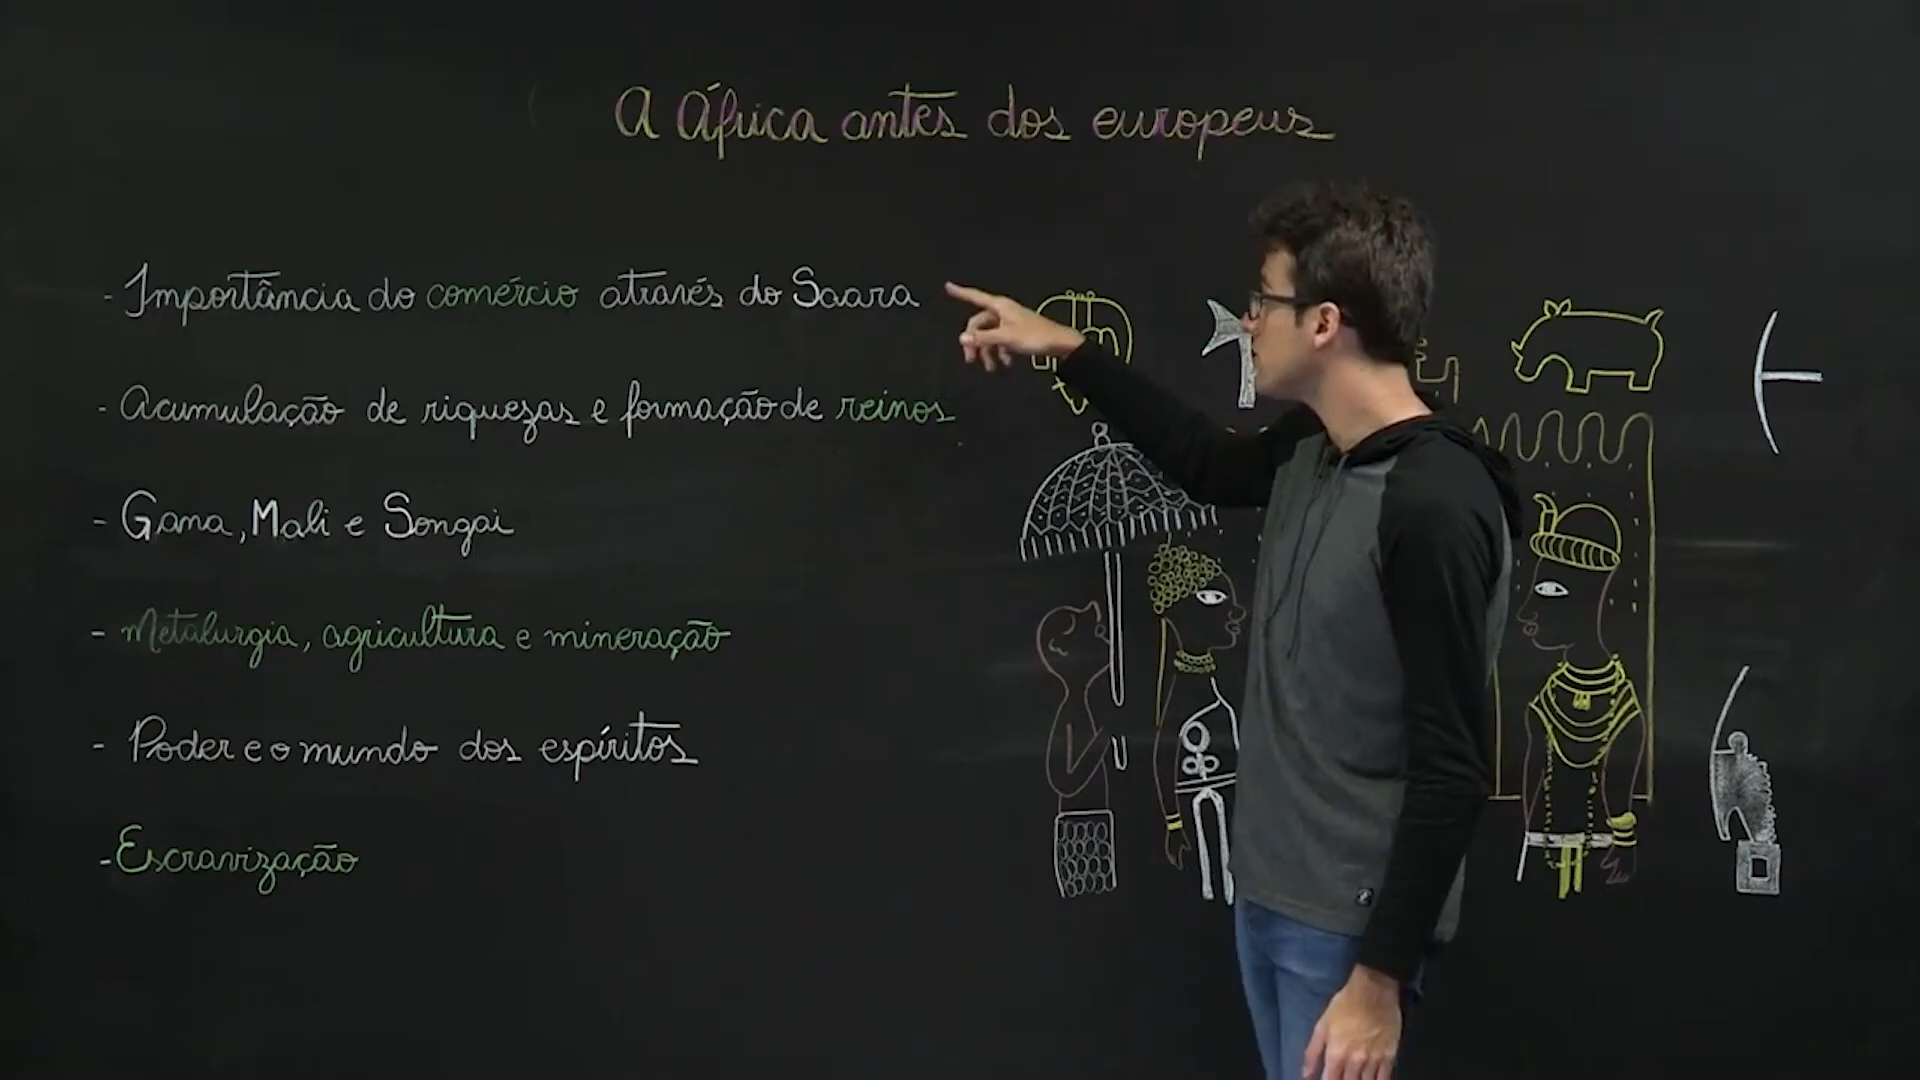 A África antes dos europeus
- Importância do comércio através do Saara
- Acumulação de riquezas e formação de reinos
- Gana, Mali e Songai
- Metalurgia, agricultura e mineração
- Poder e o mundo dos espíritos
- Escravização